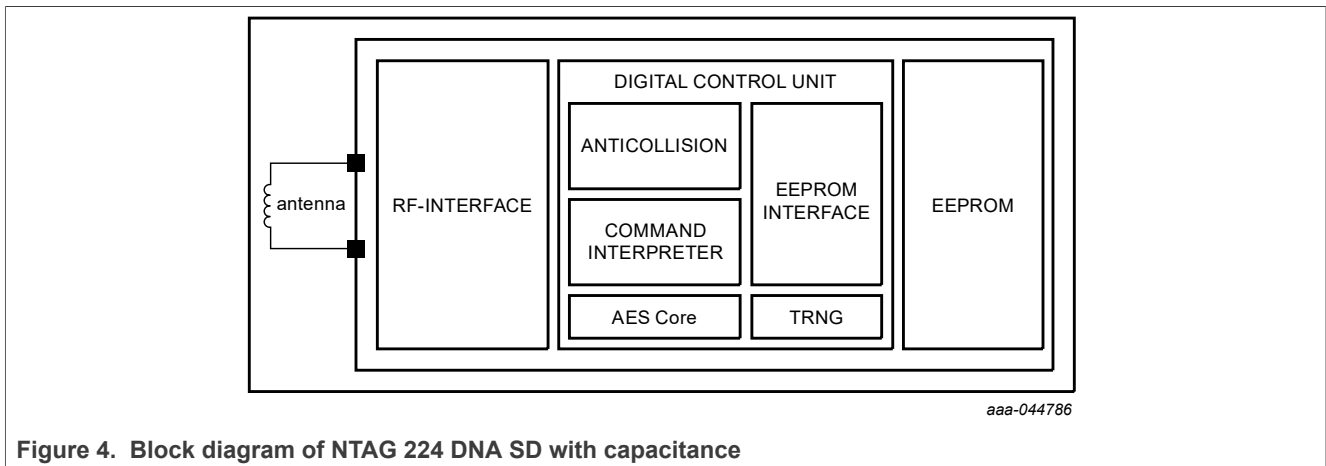 antenna
RF-INTERFACE
DIGITAL CONTROL UNIT
ANTICOLLISION
COMMAND
INTERPRETER
AES Core
EEPROM
INTERFACE
TRNG
EEPROM
aaa-044786
Figure 4. Block diagram of NTAG 224 DNA SD with capacitance